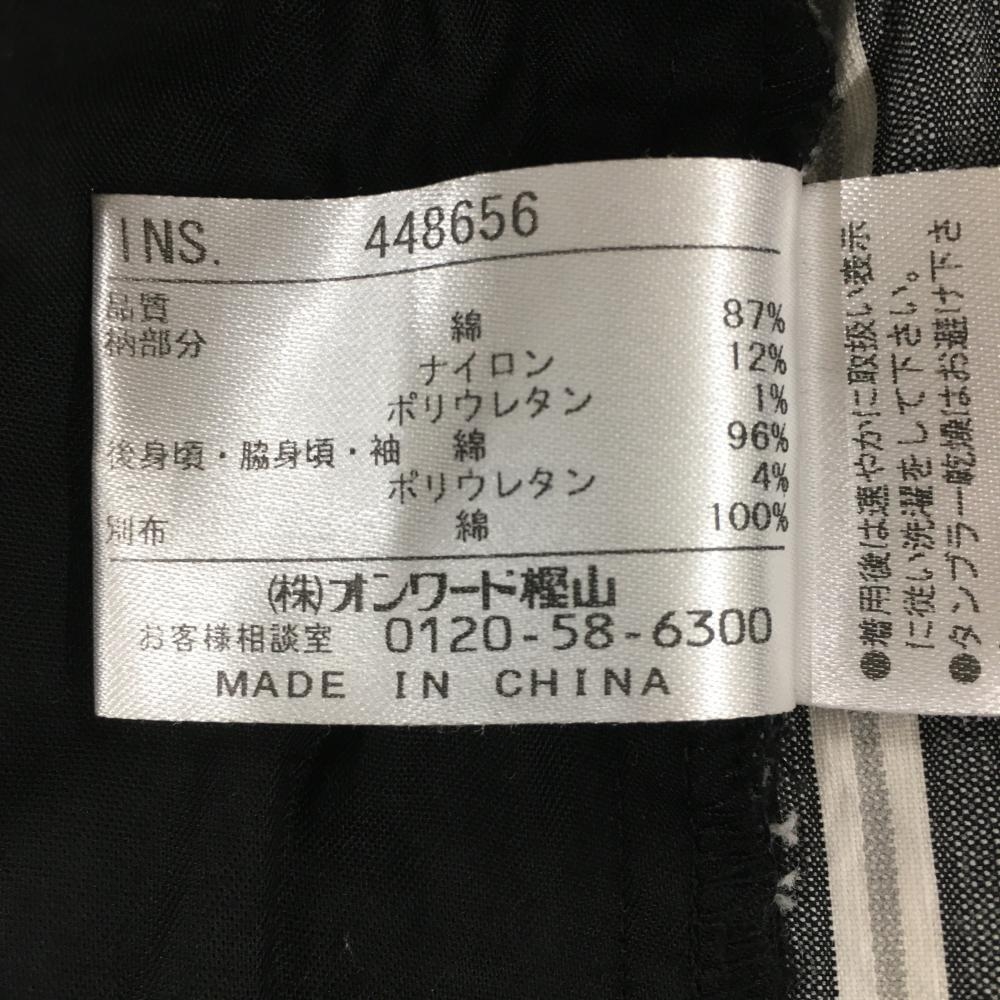 INS. 448656
品質
柄部分 綿 87%
ナイロン 12%
ポリウレタン 1%
後身頃・脇身頃・袖 綿 96%
ポリウレタン 4%
別布 綿 100%
(株)オンワード樫山
お客様相談室 0120-58-6300
MADE IN CHINA
●着用後は速やかに取扱い表示
に従い洗濯をして下さい。
●タンブラー乾燥はお避け下さ